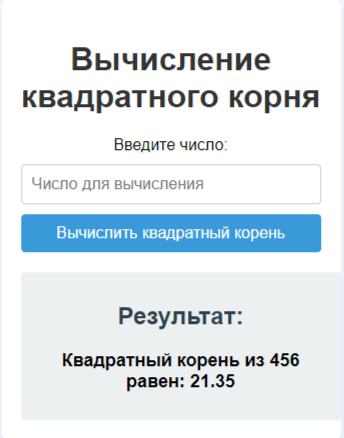 Вычисление
квадратного корня
Введите число:
Число для вычисления
Вычислить квадратный корень
Результат:
Квадратный корень из 456
равен: 21.35